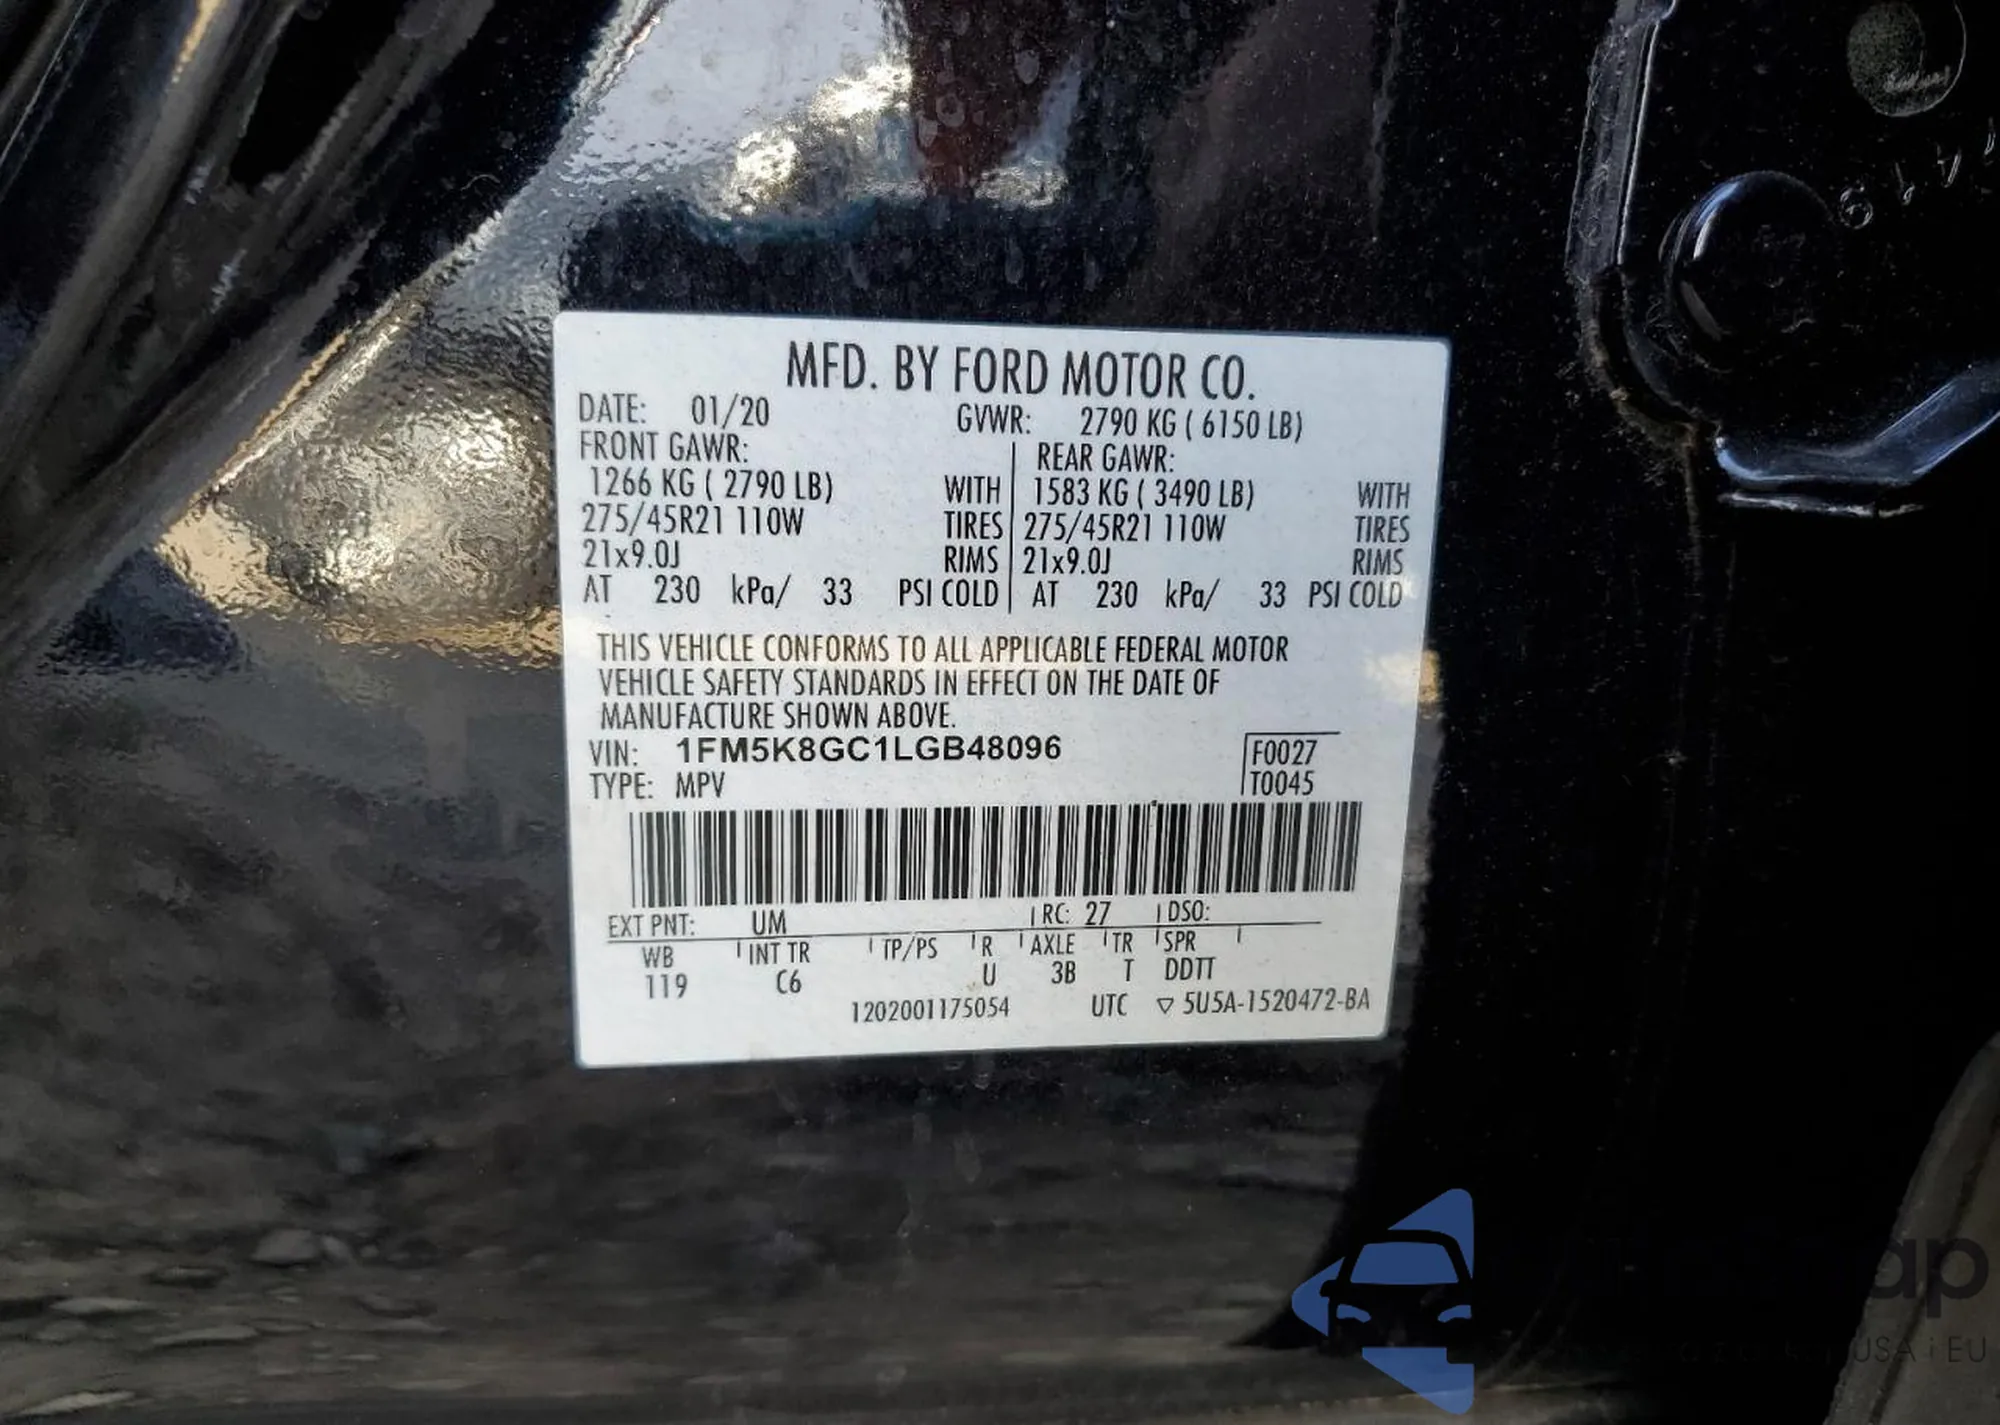 MFD. BY FORD MOTOR CO.
DATE: 01/20 GVWR: 2790 KG ( 6150 LB)
FRONT GAWR: REAR GAWR:
1266 KG ( 2790 LB) WITH 1583 KG ( 3490 LB) WITH
275/45R21 110W TIRES 275/45R21 110W TIRES
21x9.0J RIMS 21x9.0J RIMS
AT 230 kPa/ 33 PSI COLD AT 230 kPa/ 33 PSI COLD
THIS VEHICLE CONFORMS TO ALL APPLICABLE FEDERAL MOTOR
VEHICLE SAFETY STANDARDS IN EFFECT ON THE DATE OF
MANUFACTURE SHOWN ABOVE.
VIN: 1FM5K8GC1LGB48096 F0027
TYPE: MPV T0045
EXT PNT: UM RC: 27 DSO:
WB INT TR TP/PS R AXLE TR SPR
119 C6 U 3B T DDTT
1202001175054 UTC ▽ 5U5A-1520472-BA
USA | EU